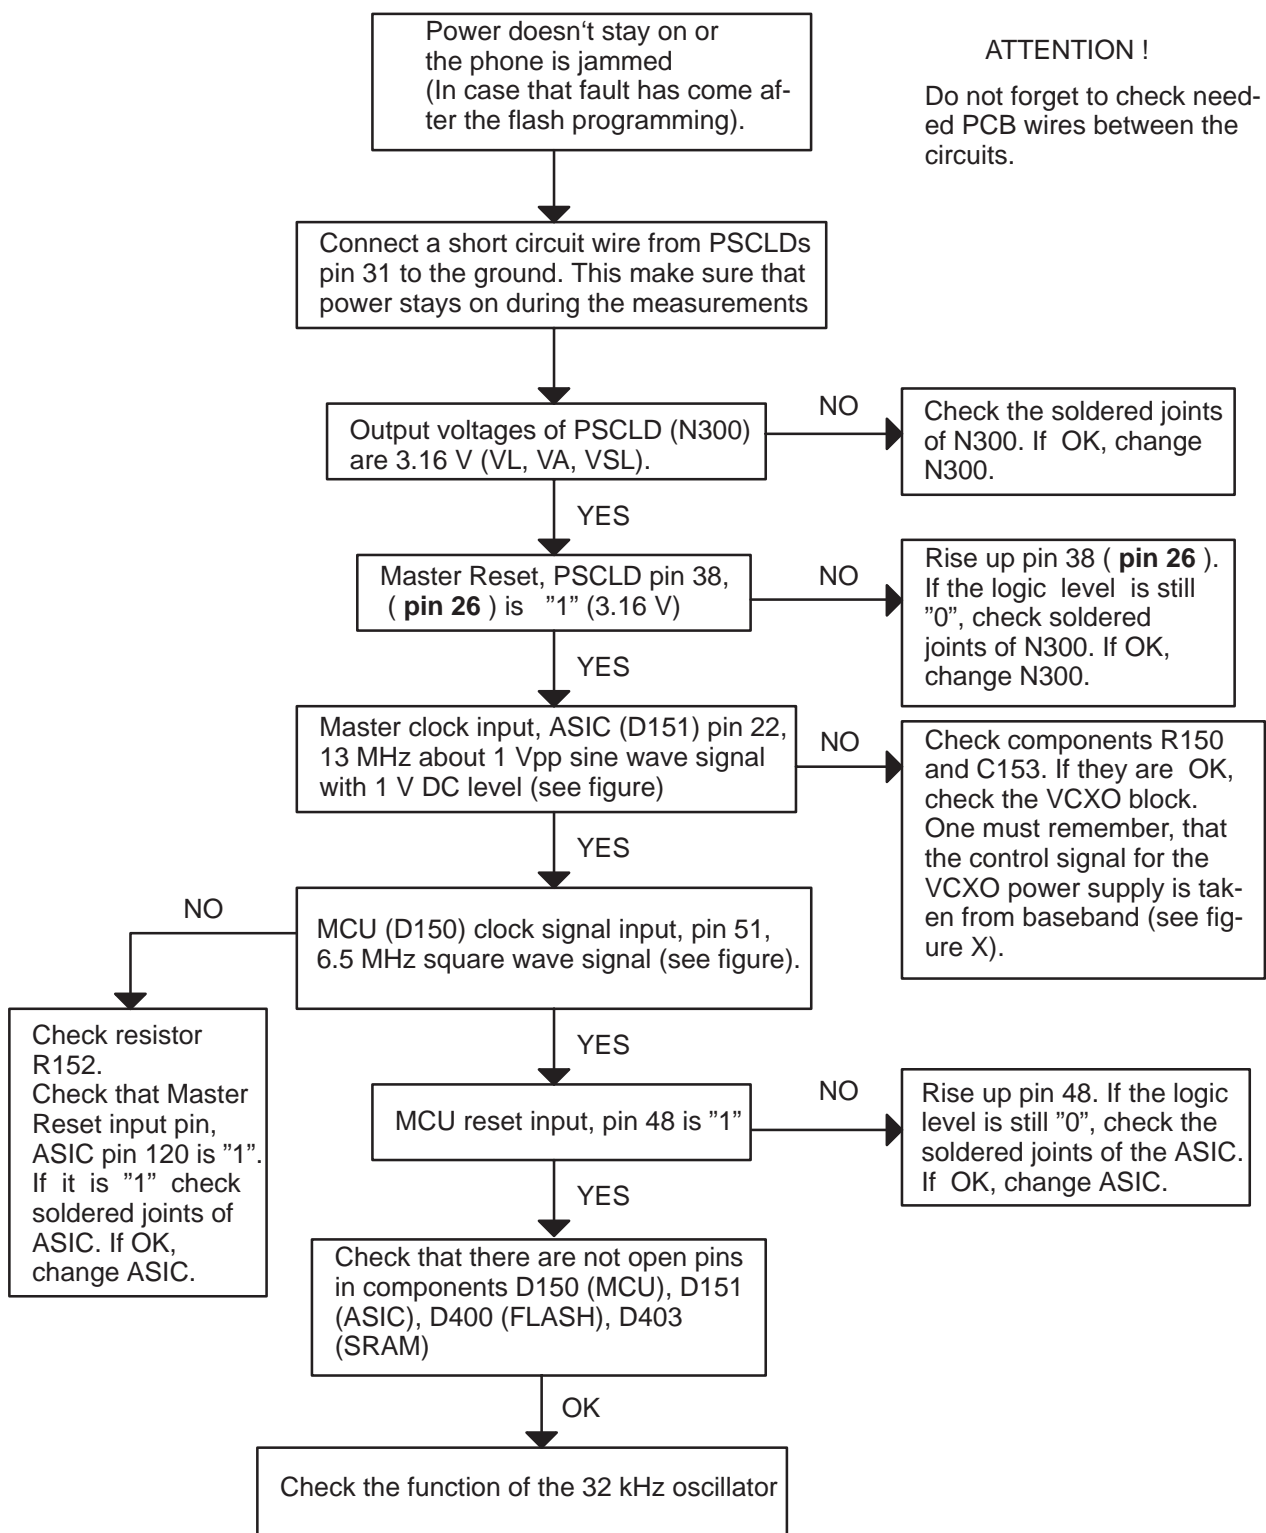 Power doesn‘t stay on or
the phone is jammed
(In case that fault has come af-
ter the flash programming).
ATTENTION !
Do not forget to check need-
ed PCB wires between the
circuits.
Connect a short circuit wire from PSCLDs
pin 31 to the ground. This make sure that
power stays on during the measurements
Output voltages of PSCLD (N300)
are 3.16 V (VL, VA, VSL).
NO
Check the soldered joints
of N300. If OK, change
N300.
YES
Master Reset, PSCLD pin 38,
( pin 26 ) is ”1” (3.16 V)
NO
Rise up pin 38 ( pin 26 ).
If the logic level is still
”0”, check soldered
joints of N300. If OK,
change N300.
YES
Master clock input, ASIC (D151) pin 22,
13 MHz about 1 Vpp sine wave signal
with 1 V DC level (see figure)
NO
Check components R150
and C153. If they are OK,
check the VCXO block.
One must remember, that
the control signal for the
VCXO power supply is tak-
en from baseband (see fig-
ure X).
YES
MCU (D150) clock signal input, pin 51,
6.5 MHz square wave signal (see figure).
NO
Check resistor
R152.
Check that Master
Reset input pin,
ASIC pin 120 is ”1”.
If it is ”1” check
soldered joints of
ASIC. If OK,
change ASIC.
YES
MCU reset input, pin 48 is ”1”
NO
Rise up pin 48. If the logic
level is still ”0”, check the
soldered joints of the ASIC.
If OK, change ASIC.
YES
Check that there are not open pins
in components D150 (MCU), D151
(ASIC), D400 (FLASH), D403
(SRAM)
OK
Check the function of the 32 kHz oscillator